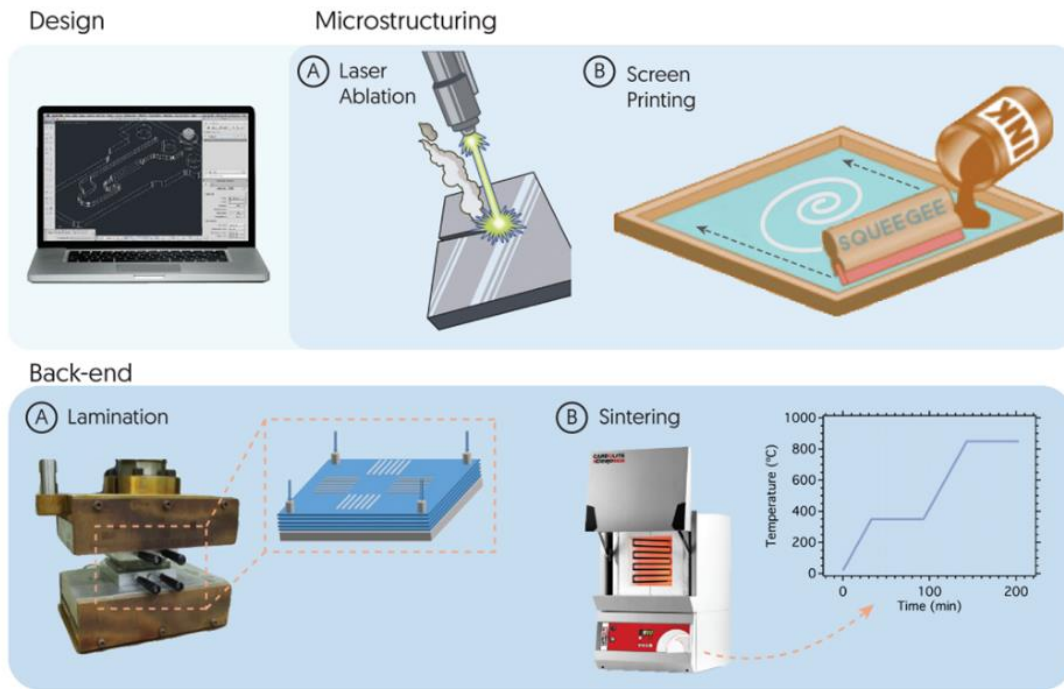 Design
Microstructuring
A
Laser
Ablation
B
Screen
Printing
INK
SQUEEGEE
Back-end
A
Lamination
B
Sintering
1000
800
600
400
200
0
Temperature (°C)
0
100
200
Time (min)